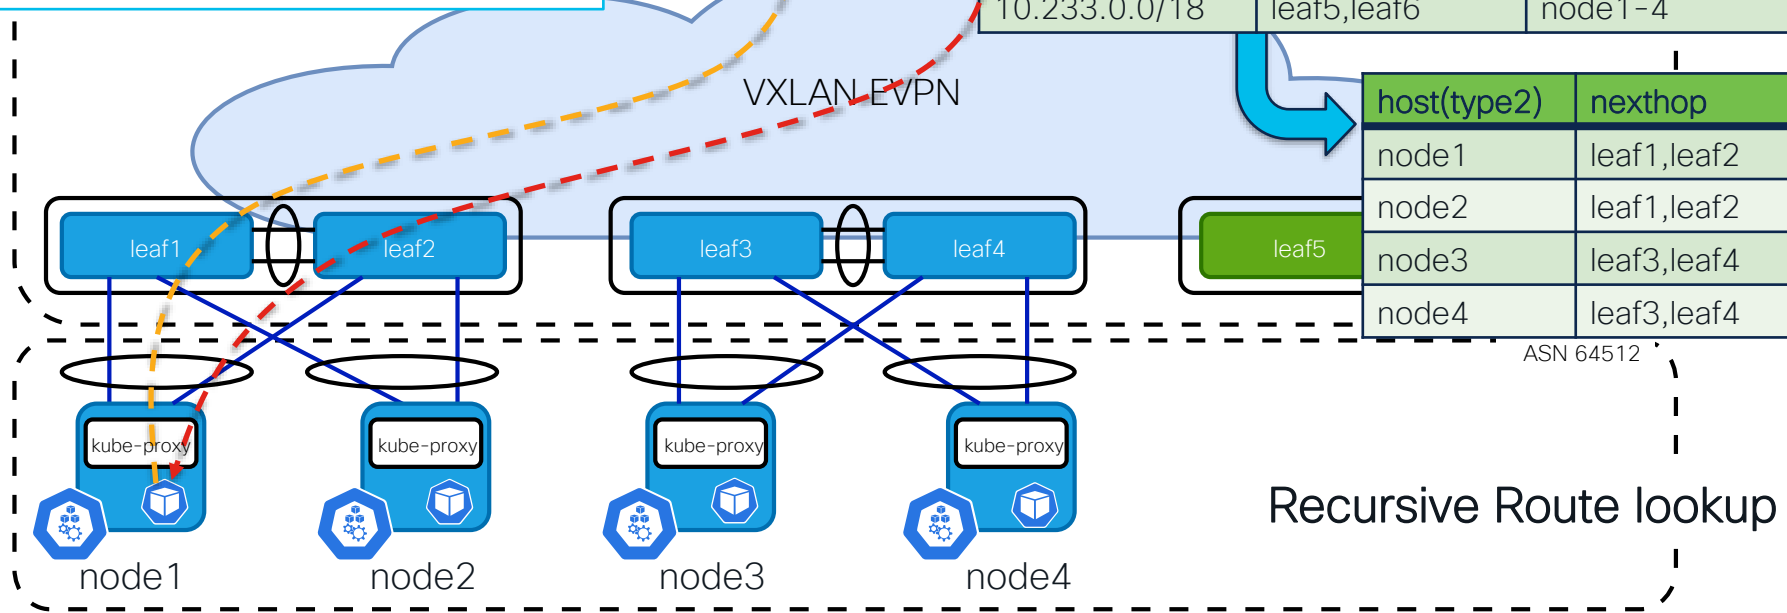 10.233.0.0/18 leaf5,leaf6 node1-4
VXLAN EVPN
host(type2) nexthop
node1 leaf1,leaf2
node2 leaf1,leaf2
node3 leaf3,leaf4
node4 leaf3,leaf4
leaf1 leaf2 leaf3 leaf4 leaf5
ASN 64512
kube-proxy kube-proxy kube-proxy kube-proxy
Recursive Route lookup
node1 node2 node3 node4